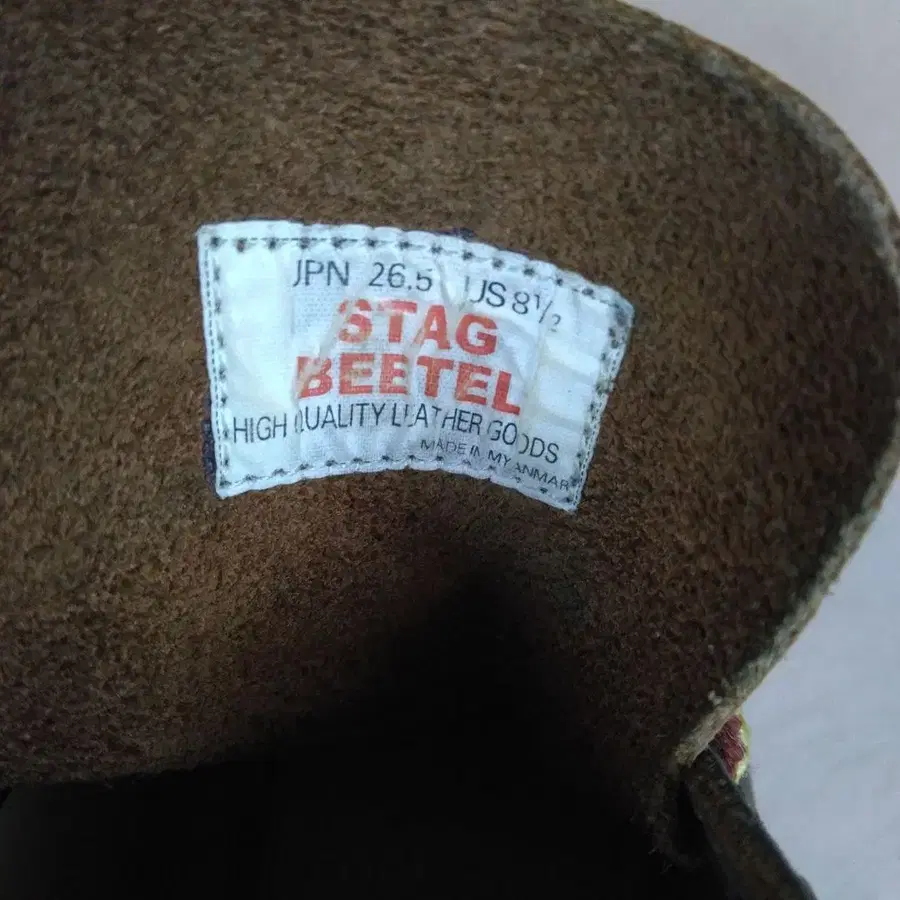 JPN 26.5 US 8½
STAG
BEETEL
HIGH QUALITY LEATHER GOODS
MADE IN MYANMAR